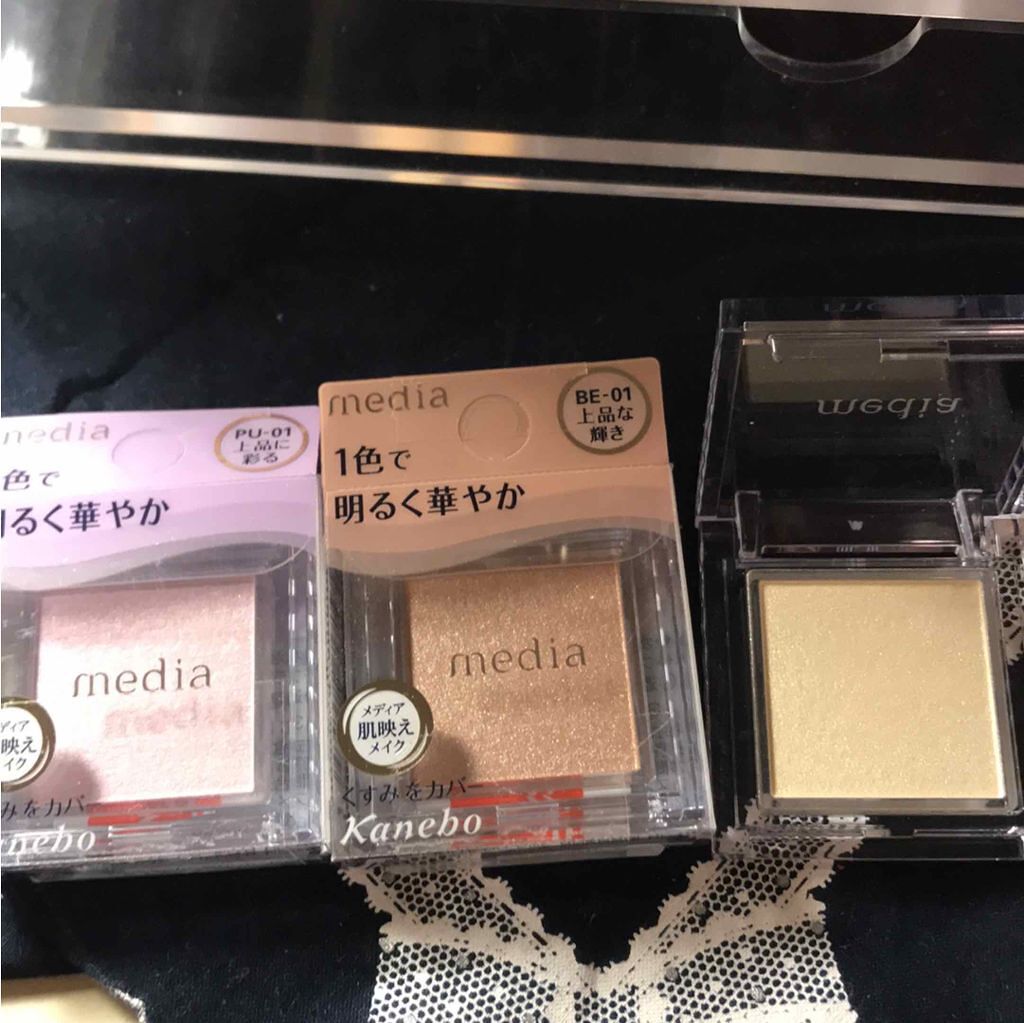 media
PU-01
上品に
彩る
色で
明るく華やか
media
ディア
映え
イク
みをカバー
nebo
media
BE-01
上品な
輝き
1色で
明るく華やか
media
メディア
肌映え
メイク
くすみをカバー
Kanebo
media